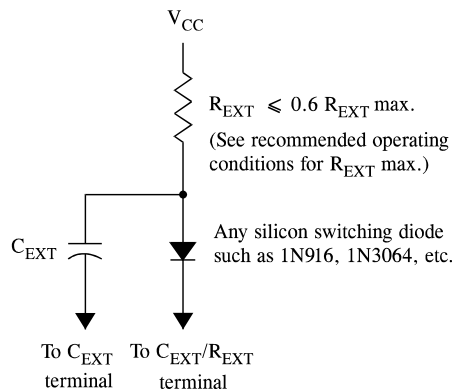 V_CC
R_EXT ⩽ 0.6 R_EXT max.
(See recommended operating
conditions for R_EXT max.)
C_EXT
Any silicon switching diode
such as 1N916, 1N3064, etc.
To C_EXT
terminal
To C_EXT/R_EXT
terminal